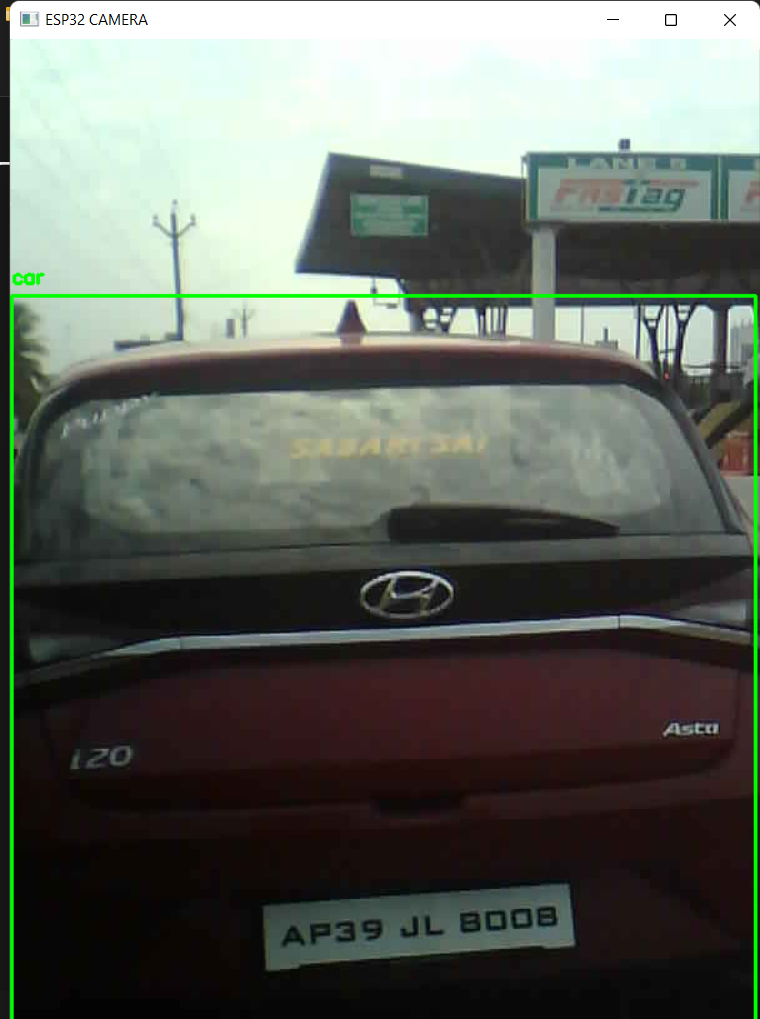 ESP32 CAMERA
LANE 8
FASTag
car
SABARI SAI
i20
Asta
AP39 JL 8008